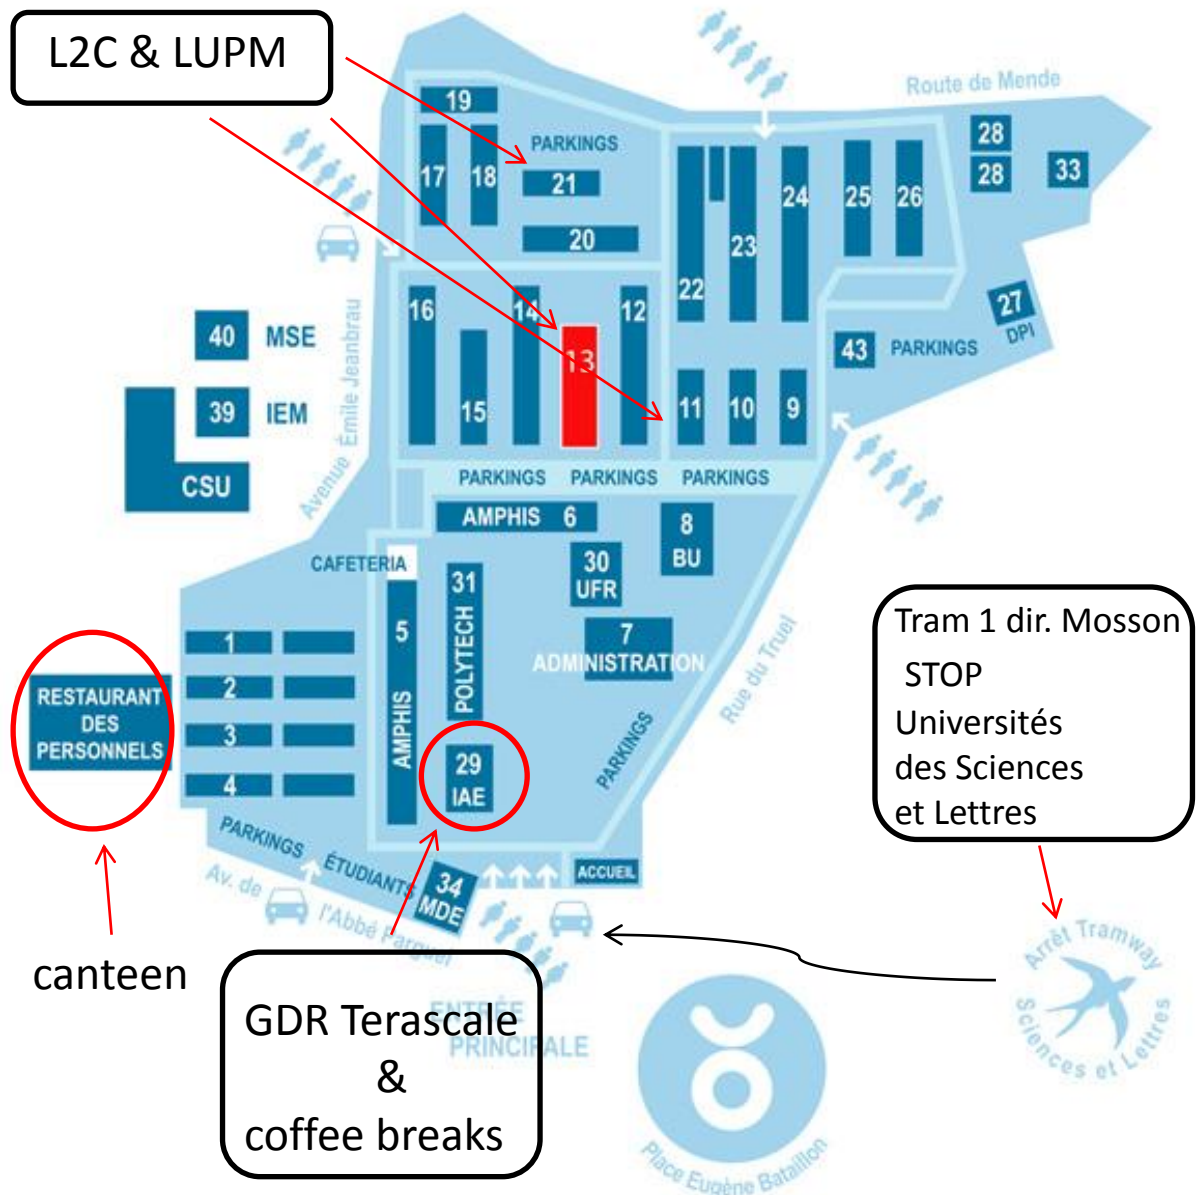 L2C & LUPM
Route de Mende
19
PARKINGS
17
18
21
20
28
28
33
22
23
24
25
26
27
DPI
16
14
12
13
15
43
PARKINGS
11
10
9
40
MSE
39
IEM
CSU
Avenue Émile Jeanbrau
PARKINGS
PARKINGS
PARKINGS
AMPHIS 6
8
BU
CAFETERIA
31
POLYTECH
30
UFR
5
AMPHIS
7
ADMINISTRATION
Rue du Truel
PARKINGS
1
2
3
4
RESTAURANT
DES
PERSONNELS
29
IAE
Tram 1 dir. Mosson
STOP
Universités
des Sciences
et Lettres
PARKINGS
ÉTUDIANTS
34
MDE
ACCUEIL
Av. de l'Abbé Parguel
canteen
GDR Terascale
&
coffee breaks
ENTRÉE
PRINCIPALE
Arrêt Tramway
Sciences et Lettres
Place Eugène Bataillon